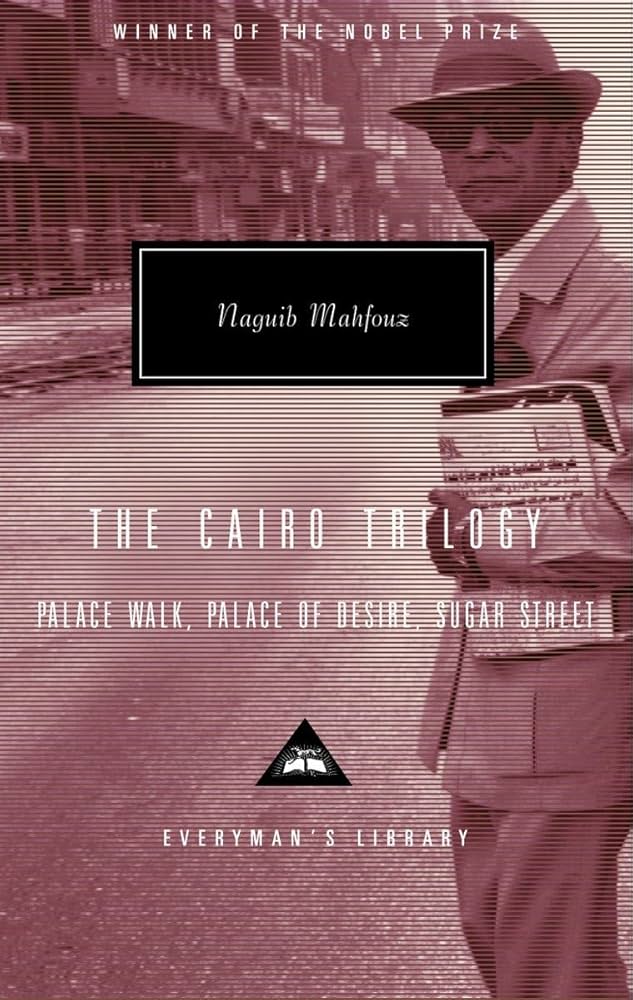 WINNER OF THE NOBEL PRIZE
Naguib Mahfouz
THE CAIRO TRILOGY
PALACE WALK, PALACE OF DESIRE, SUGAR STREET
EVERYMAN'S LIBRARY